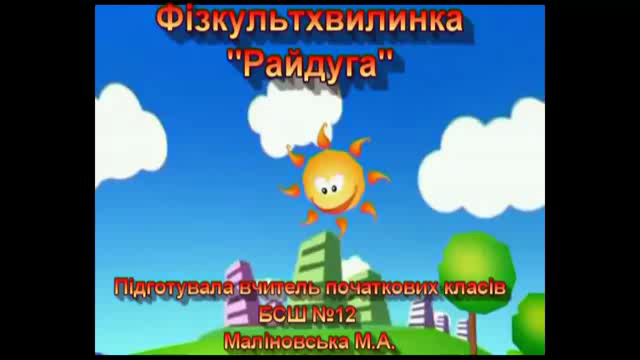 Фізкультхвилинка
"Райдуга"
Підготувала вчитель початкових класів
БСШ №12
Маліновська М.А.